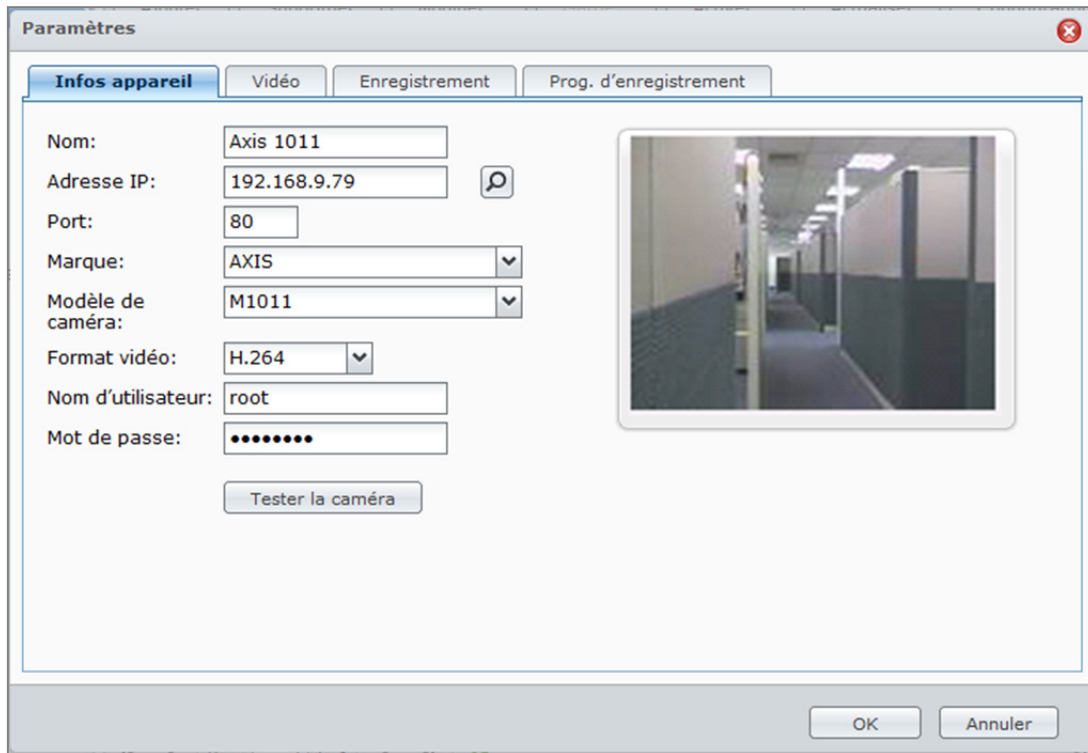 Paramètres
Infos appareil
Vidéo
Enregistrement
Prog. d'enregistrement
Nom:
Axis 1011
Adresse IP:
192.168.9.79
Port:
80
Marque:
AXIS
Modèle de
caméra:
M1011
Format vidéo:
H.264
Nom d'utilisateur:
root
Mot de passe:
••••••••
Tester la caméra
OK
Annuler